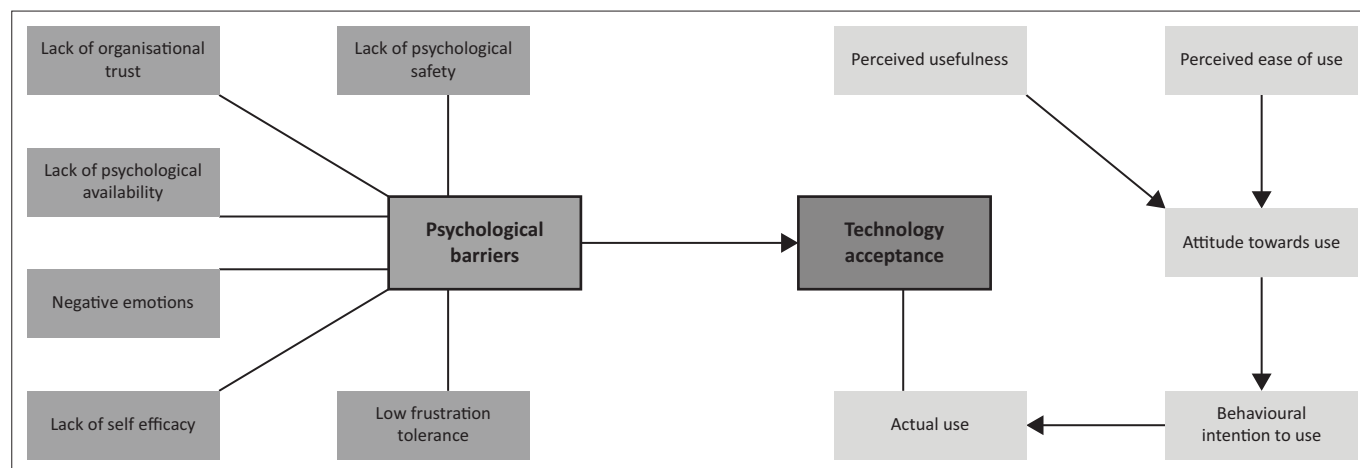 Lack of organisational
trust
Lack of psychological
safety
Perceived usefulness
Perceived ease of use
Lack of psychological
availability
Psychological
barriers
Technology
acceptance
Attitude towards use
Negative emotions
Lack of self efficacy
Low frustration
tolerance
Actual use
Behavioural
intention to use